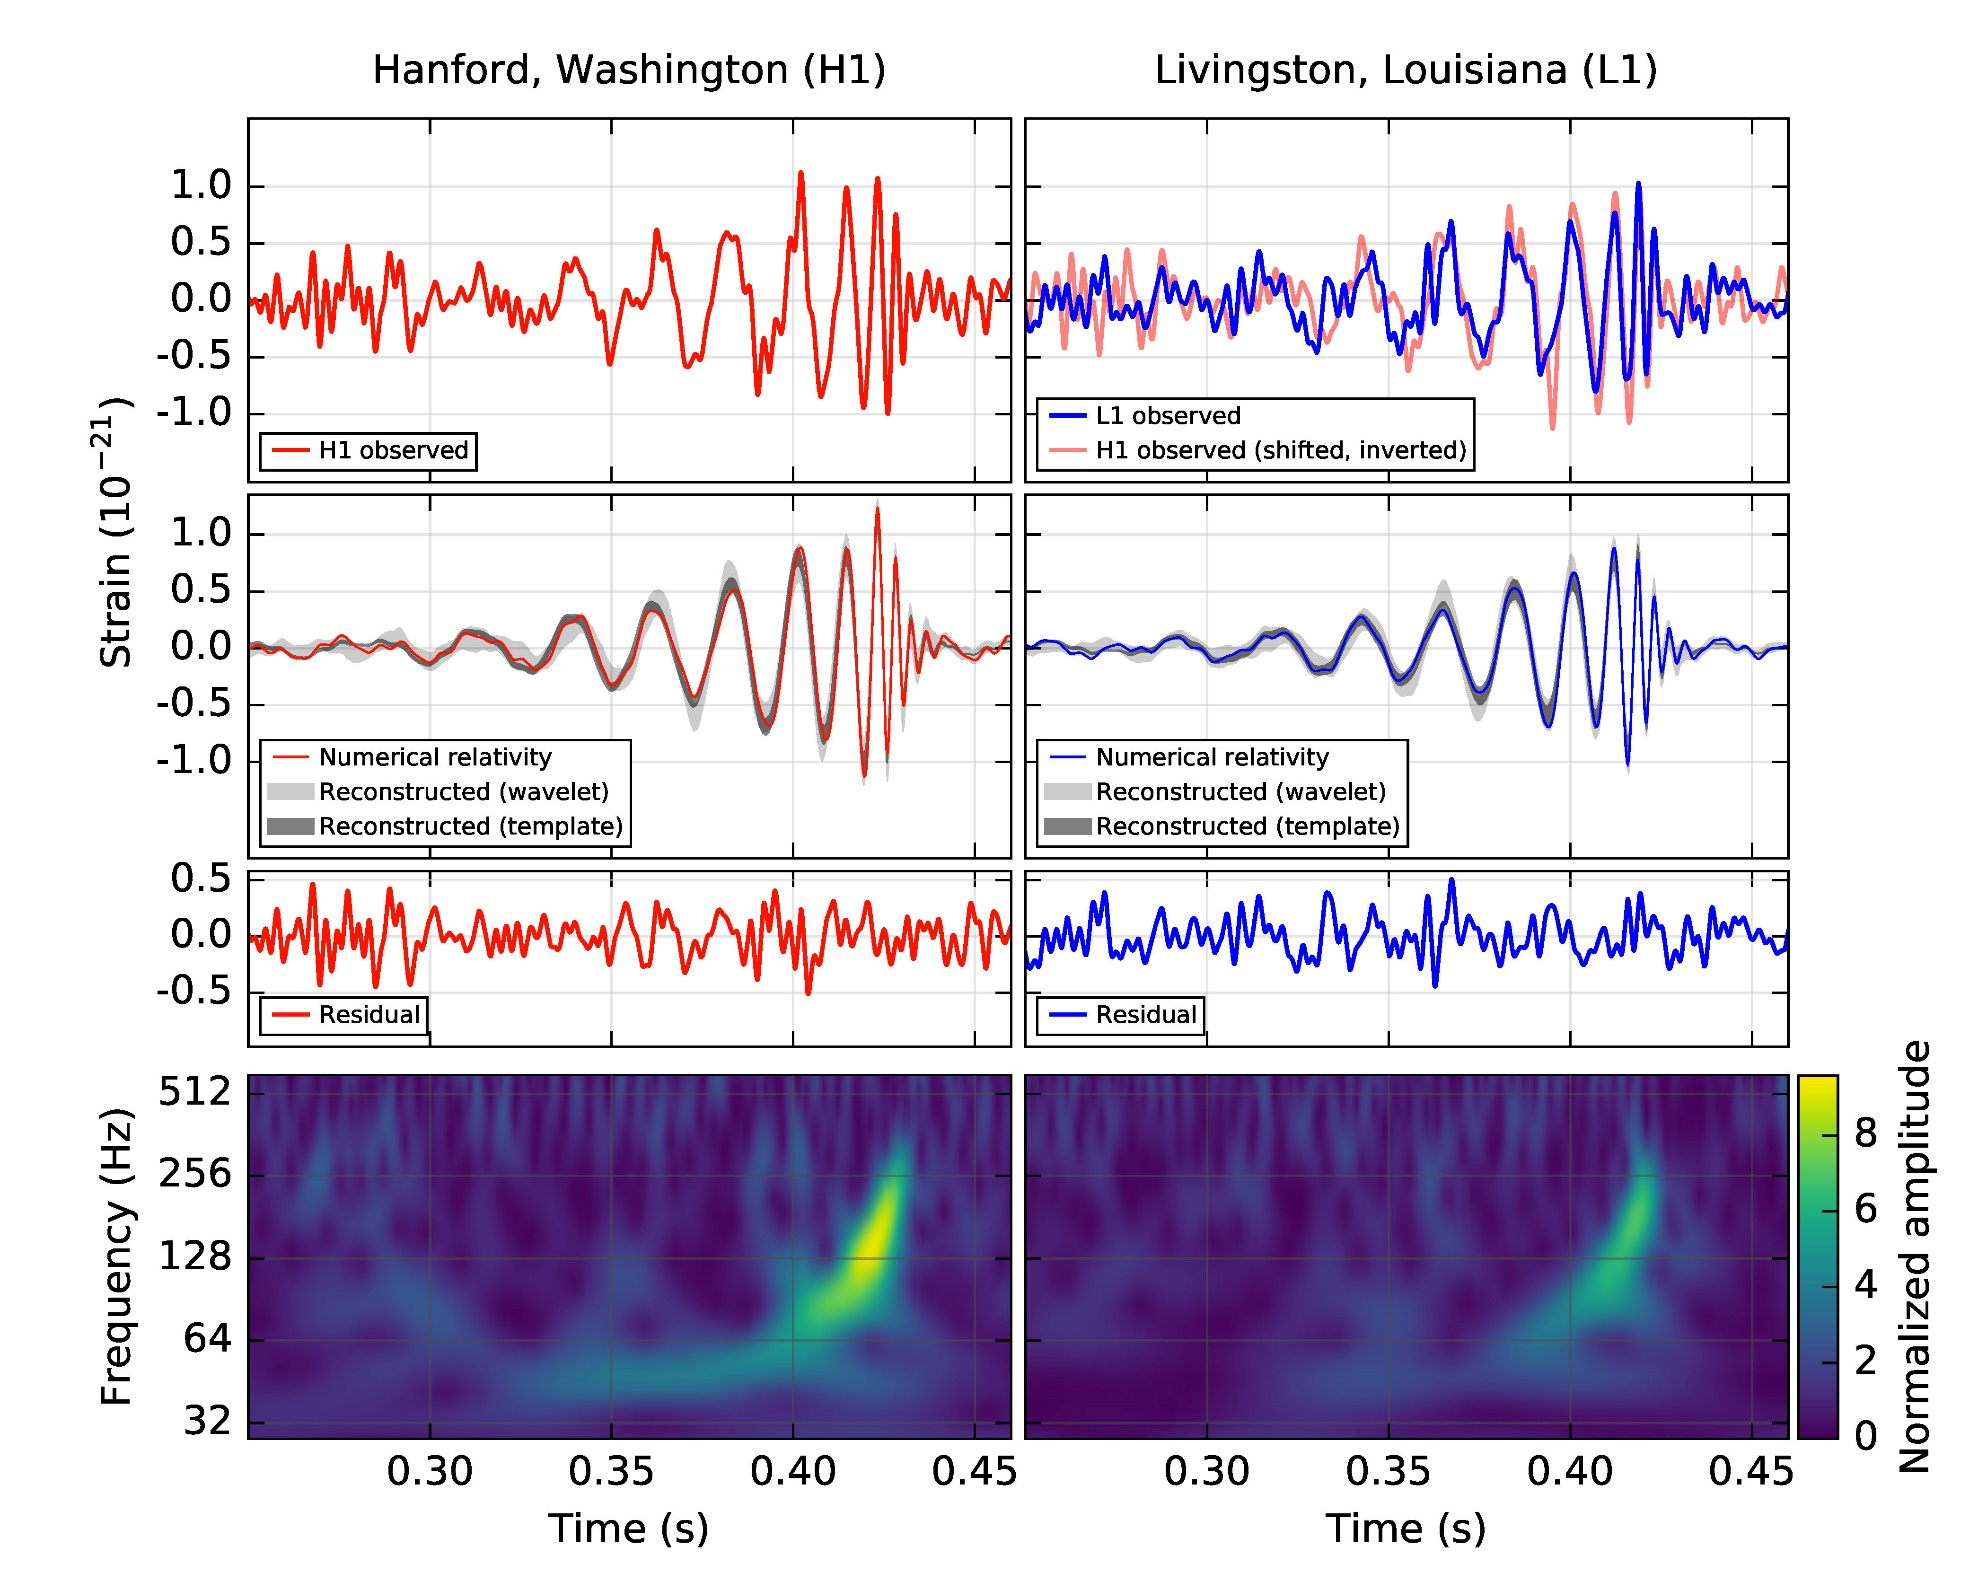 Hanford, Washington (H1)
Livingston, Louisiana (L1)
Strain (10⁻²¹)
1.0
0.5
0.0
-0.5
-1.0
H1 observed
L1 observed
H1 observed (shifted, inverted)
1.0
0.5
0.0
-0.5
-1.0
Numerical relativity
Reconstructed (wavelet)
Reconstructed (template)
Numerical relativity
Reconstructed (wavelet)
Reconstructed (template)
0.5
0.0
-0.5
Residual
Residual
Frequency (Hz)
512
256
128
64
32
0.30 0.35 0.40 0.45
Time (s)
0.30 0.35 0.40 0.45
Time (s)
8
6
4
2
0
Normalized amplitude